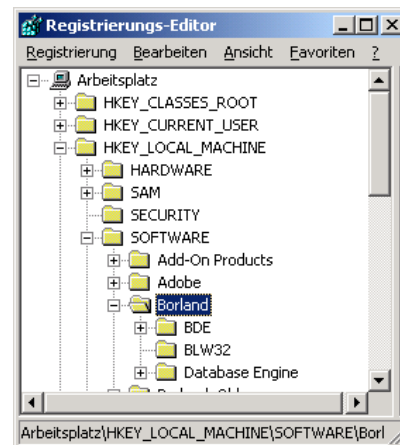 Registrierungs-Editor
Registrierung Bearbeiten Ansicht Favoriten ?
Arbeitsplatz
HKEY_CLASSES_ROOT
HKEY_CURRENT_USER
HKEY_LOCAL_MACHINE
HARDWARE
SAM
SECURITY
SOFTWARE
Add-On Products
Adobe
Borland
BDE
BLW32
Database Engine
Arbeitsplatz\HKEY_LOCAL_MACHINE\SOFTWARE\Borl